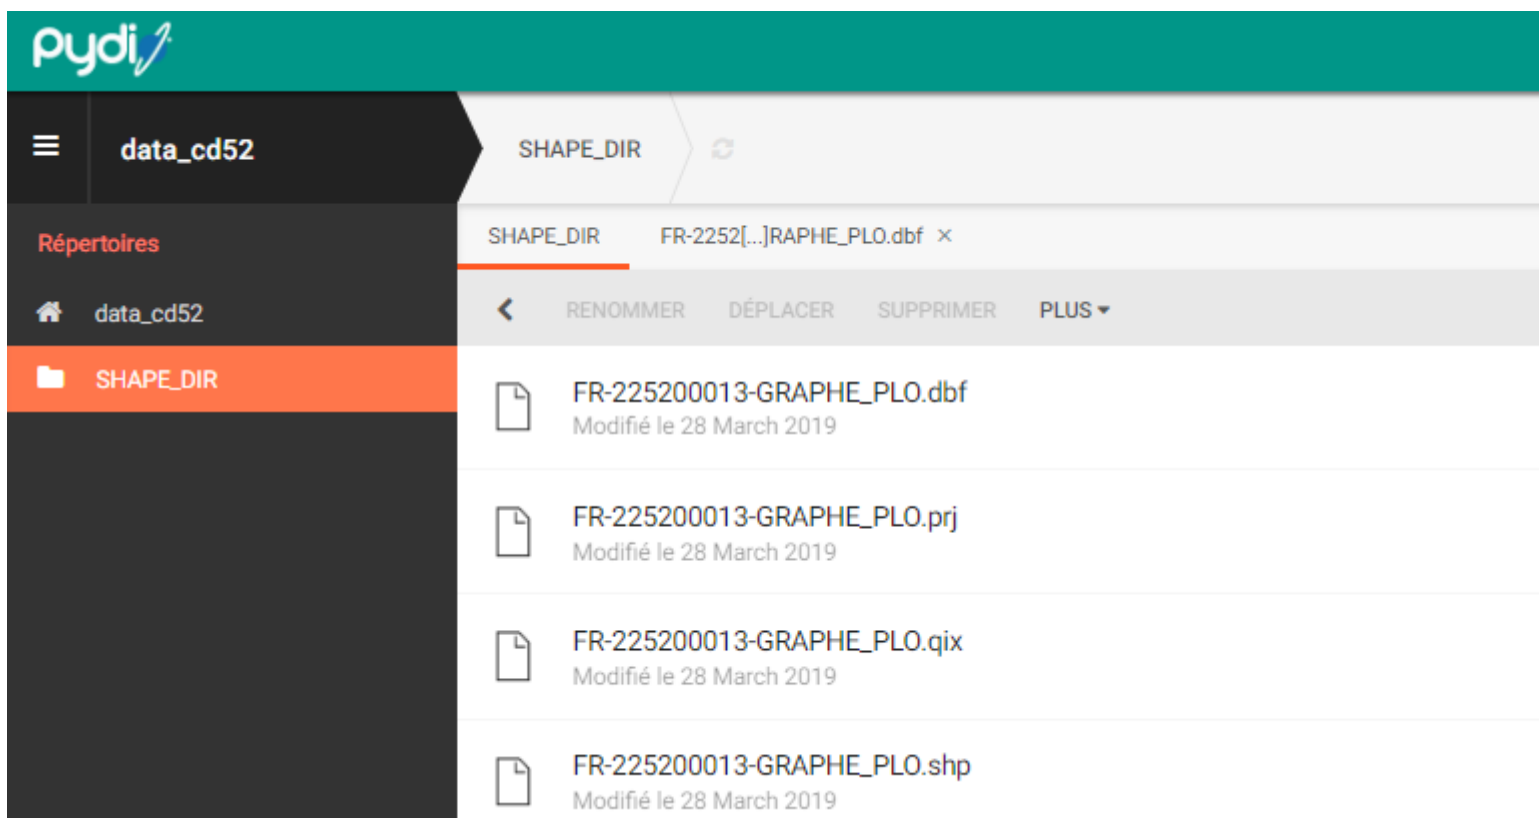 pydio
data_cd52
SHAPE_DIR
Répertoires
data_cd52
SHAPE_DIR
SHAPE_DIR FR-2252[...]RAPHE_PLO.dbf ×
RENOMMER DÉPLACER SUPPRIMER PLUS
FR-225200013-GRAPHE_PLO.dbf
Modifié le 28 March 2019
FR-225200013-GRAPHE_PLO.prj
Modifié le 28 March 2019
FR-225200013-GRAPHE_PLO.qix
Modifié le 28 March 2019
FR-225200013-GRAPHE_PLO.shp
Modifié le 28 March 2019